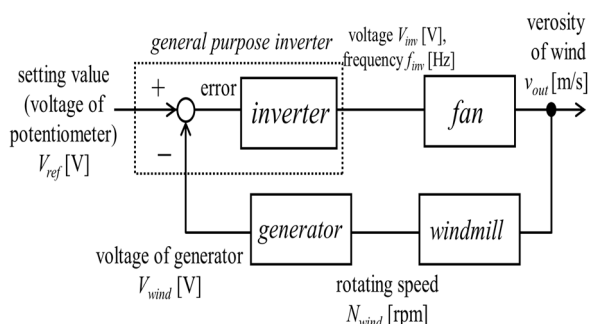 general purpose inverter
setting value
(voltage of
potentiometer)
V_ref [V]
+
−
error
inverter
voltage V_inv [V],
frequency f_inv [Hz]
fan
verosity
of wind
v_out [m/s]
generator
windmill
voltage of generator
V_wind [V]
rotating speed
N_wind [rpm]